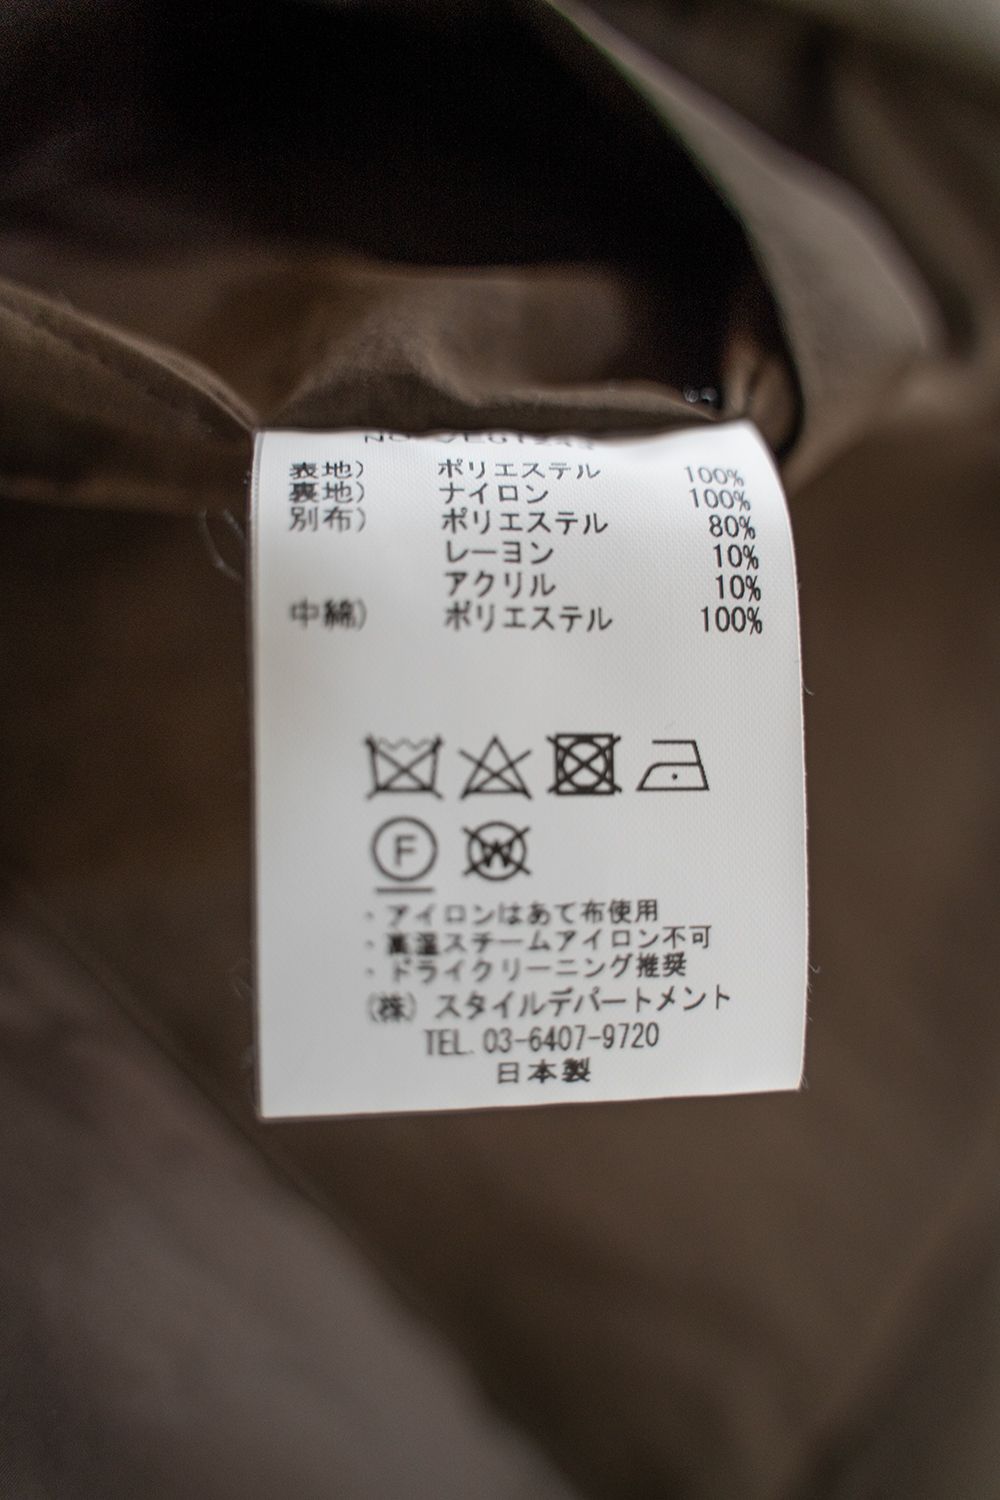 表地) ポリエステル 100%
裏地) ナイロン 100%
別布) ポリエステル 80%
レーヨン 10%
アクリル 10%
中綿) ポリエステル 100%
F W
・アイロンはあて布使用
・高温スチームアイロン不可
・ドライクリーニング推奨
(株) スタイルデパートメント
TEL. 03-6407-9720
日本製